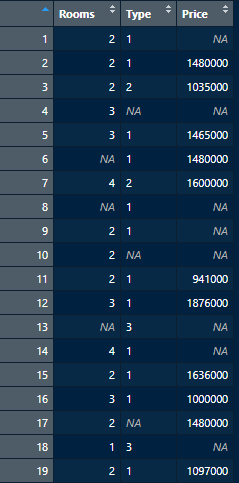 Rooms Type Price
1 2 1 NA
2 2 1 1480000
3 2 2 1035000
4 3 NA NA
5 3 1 1465000
6 NA 1 1480000
7 4 2 1600000
8 NA 1 NA
9 2 1 NA
10 2 NA NA
11 2 1 941000
12 3 1 1876000
13 NA 3 NA
14 4 1 NA
15 2 1 1636000
16 3 1 1000000
17 2 NA 1480000
18 1 3 NA
19 2 1 1097000